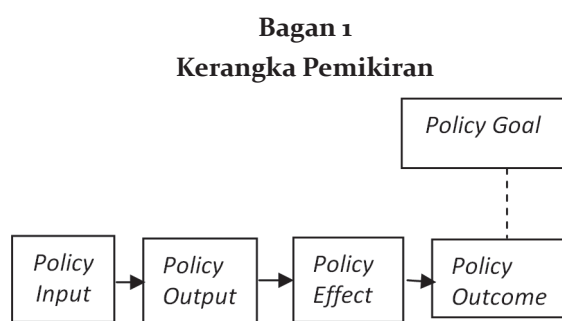 Bagan 1
Kerangka Pemikiran
Policy Goal
Policy
Input
Policy
Output
Policy
Effect
Policy
Outcome